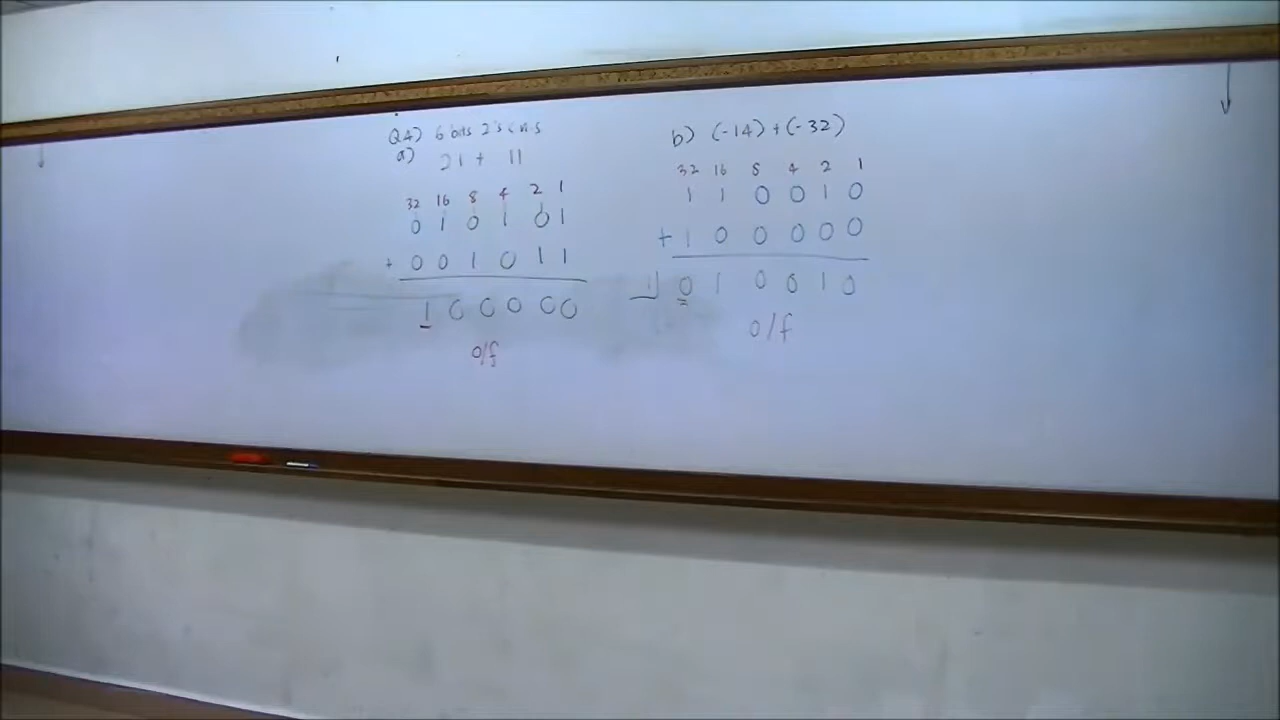 Q4) 6 bits 2's cns
a) 21 + 11
32 16 8 4 2 1
0 1 0 1 0 1
+ 0 0 1 0 1 1
1 0 0 0 0 0
o/f
b) (-14) + (-32)
32 16 8 4 2 1
1 1 0 0 1 0
+ 1 0 0 0 0 0
1 0 1 0 0 1 0
o/f